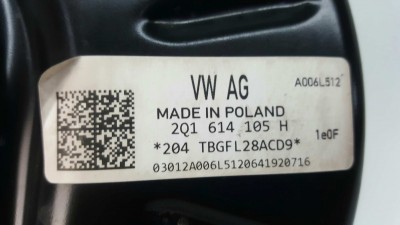 VW AG
A006L512
MADE IN POLAND
2Q1 614 105 H
1e0F
*204 TBGFL28ACD9*
03012A006L5120641920716